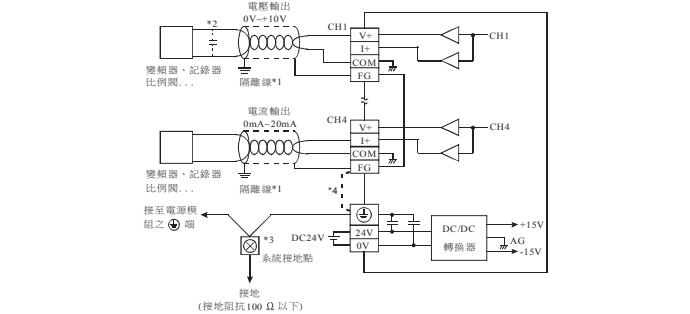 電壓輸出
0V~+10V
*2
CH1
V+
I+
COM
FG
CH1
變頻器、記錄器
比例閥...
隔離線*1
電流輸出
0mA~20mA
CH4
V+
I+
COM
FG
CH4
變頻器、記錄器
比例閥...
隔離線*1
*4
接至電源模
組之 端
*3
系統接地點
DC24V
24V
0V
DC/DC
轉換器
+15V
AG
-15V
接地
(接地阻抗100 Ω 以下)